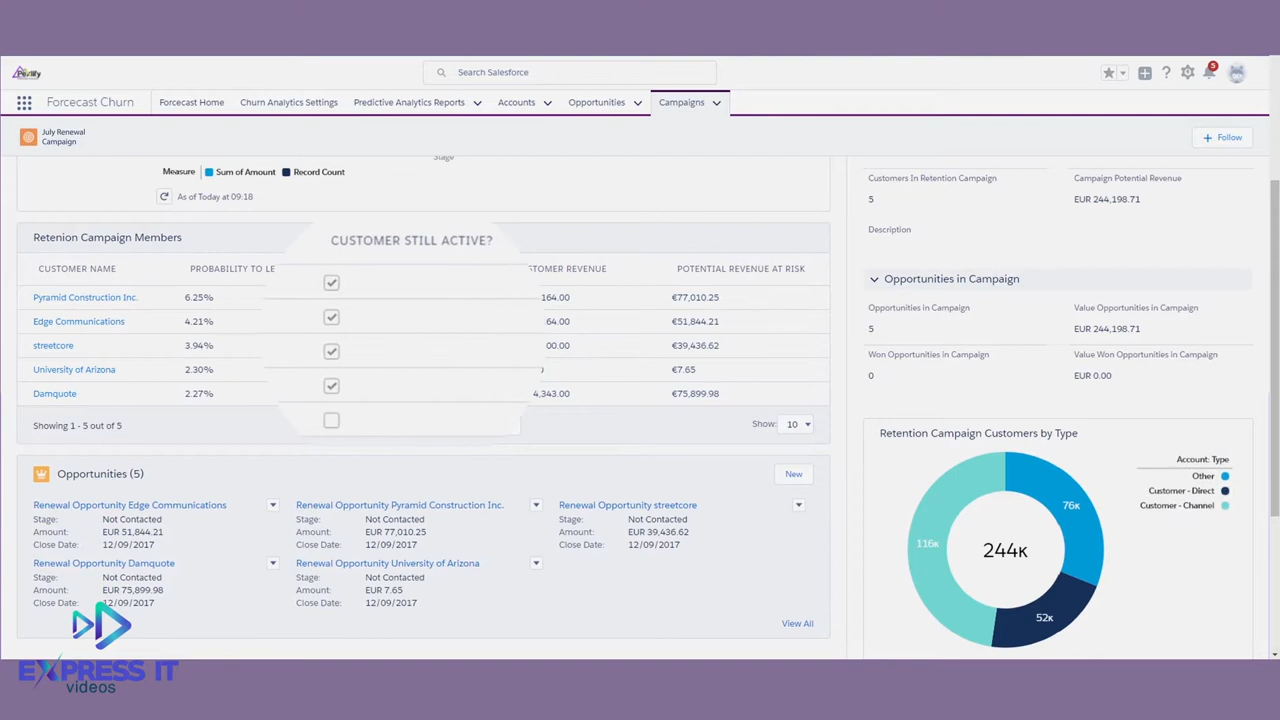 Search Salesforce
5
Forcecast Churn
Forcecast Home
Churn Analytics Settings
Predictive Analytics Reports
Accounts
Opportunities
Campaigns
July Renewal
Campaign
+ Follow
Stage
Measure
Sum of Amount
Record Count
As of Today at 09:18
Retenion Campaign Members
CUSTOMER STILL ACTIVE?
CUSTOMER NAME PROBABILITY TO LE STOMER REVENUE POTENTIAL REVENUE AT RISK
Pyramid Construction Inc. 6.25% 164.00 €77,010.25
Edge Communications 4.21% 64.00 €51,844.21
streetcore 3.94% 00.00 €39,436.62
University of Arizona 2.30% €7.65
Damquote 2.27% 4,343.00 €75,899.98
Showing 1 - 5 out of 5
Show: 10
Opportunities (5)
New
Renewal Opportunity Edge Communications
Stage: Not Contacted
Amount: EUR 51,844.21
Close Date: 12/09/2017
Renewal Opportunity Pyramid Construction Inc.
Stage: Not Contacted
Amount: EUR 77,010.25
Close Date: 12/09/2017
Renewal Opportunity streetcore
Stage: Not Contacted
Amount: EUR 39,436.62
Close Date: 12/09/2017
Renewal Opportunity Damquote
Stage: Not Contacted
Amount: EUR 75,899.98
Close Date: 12/09/2017
Renewal Opportunity University of Arizona
Stage: Not Contacted
Amount: EUR 7.65
Close Date: 12/09/2017
View All
Customers In Retention Campaign
5
Campaign Potential Revenue
EUR 244,198.71
Description
Opportunities in Campaign
Opportunities in Campaign
5
Value Opportunities in Campaign
EUR 244,198.71
Won Opportunities in Campaign
0
Value Won Opportunities in Campaign
EUR 0.00
Retention Campaign Customers by Type
Account: Type
Other
Customer - Direct
Customer - Channel
76K
116K
244K
52K
EXPRESS IT
videos